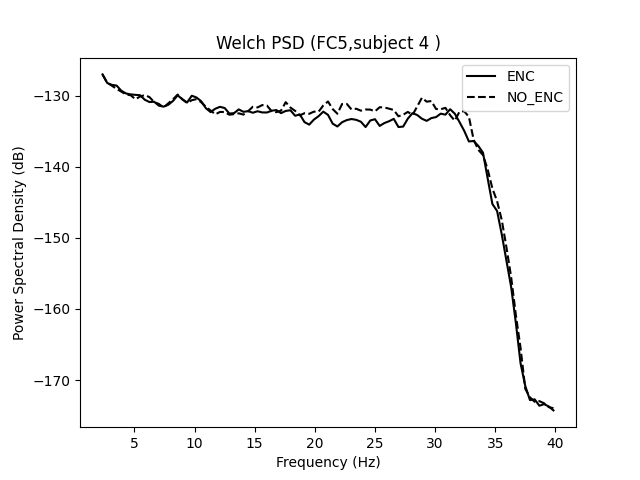 Welch PSD (FC5,subject 4 )
ENC
NO_ENC
Power Spectral Density (dB)
−130
−140
−150
−160
−170
5 10 15 20 25 30 35 40
Frequency (Hz)